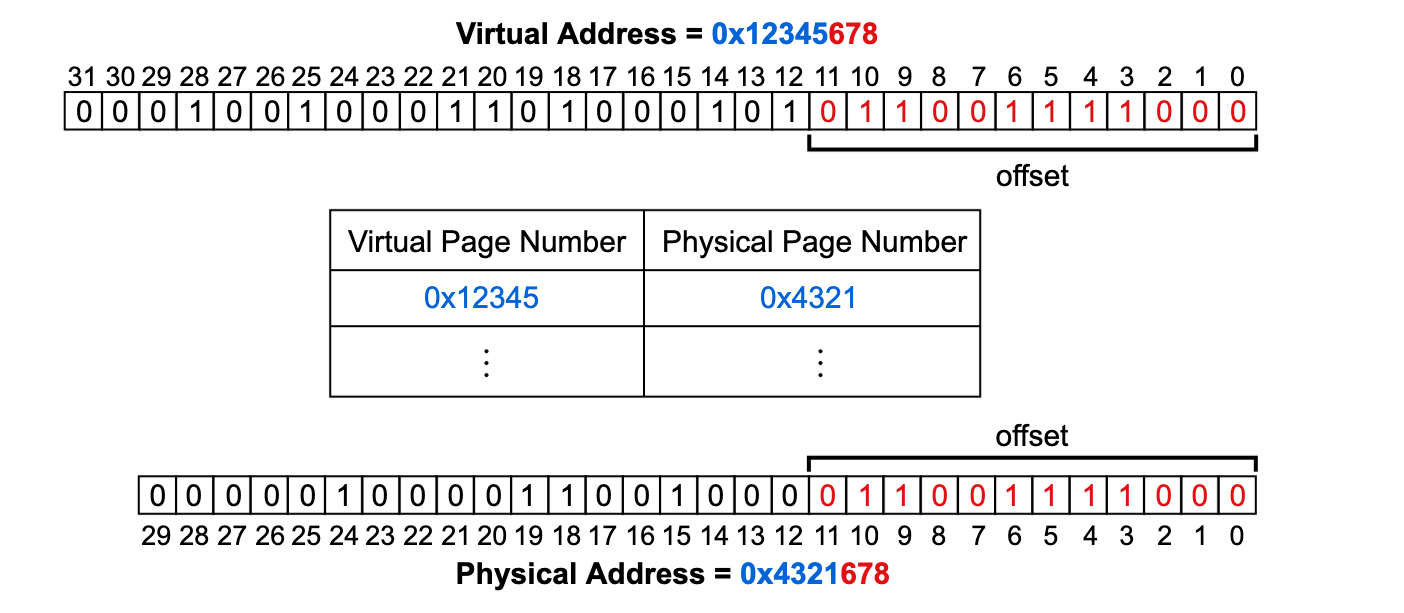 Virtual Address = 0x12345678
31 30 29 28 27 26 25 24 23 22 21 20 19 18 17 16 15 14 13 12 11 10 9 8 7 6 5 4 3 2 1 0
0 0 0 1 0 0 1 0 0 0 1 1 0 1 0 0 0 1 0 1 0 1 1 0 0 1 1 1 1 0 0 0
offset
Virtual Page Number Physical Page Number
0x12345 0x4321
⋮ ⋮
offset
0 0 0 0 0 1 0 0 0 0 1 1 0 0 1 0 0 0 0 1 1 0 0 1 1 1 1 0 0 0
29 28 27 26 25 24 23 22 21 20 19 18 17 16 15 14 13 12 11 10 9 8 7 6 5 4 3 2 1 0
Physical Address = 0x4321678